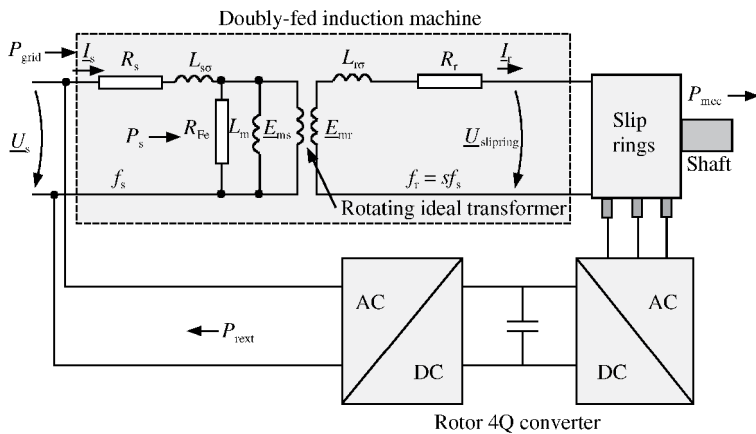 Doubly-fed induction machine
P_grid
I_s
R_s
L_sσ
L_rσ
R_r
I_r
P_mec
U_s
P_s
R_Fe
L_m
E_ms
E_mr
U_slipring
Slip
rings
Shaft
f_s
f_r = sf_s
Rotating ideal transformer
AC
DC
AC
DC
P_rext
Rotor 4Q converter